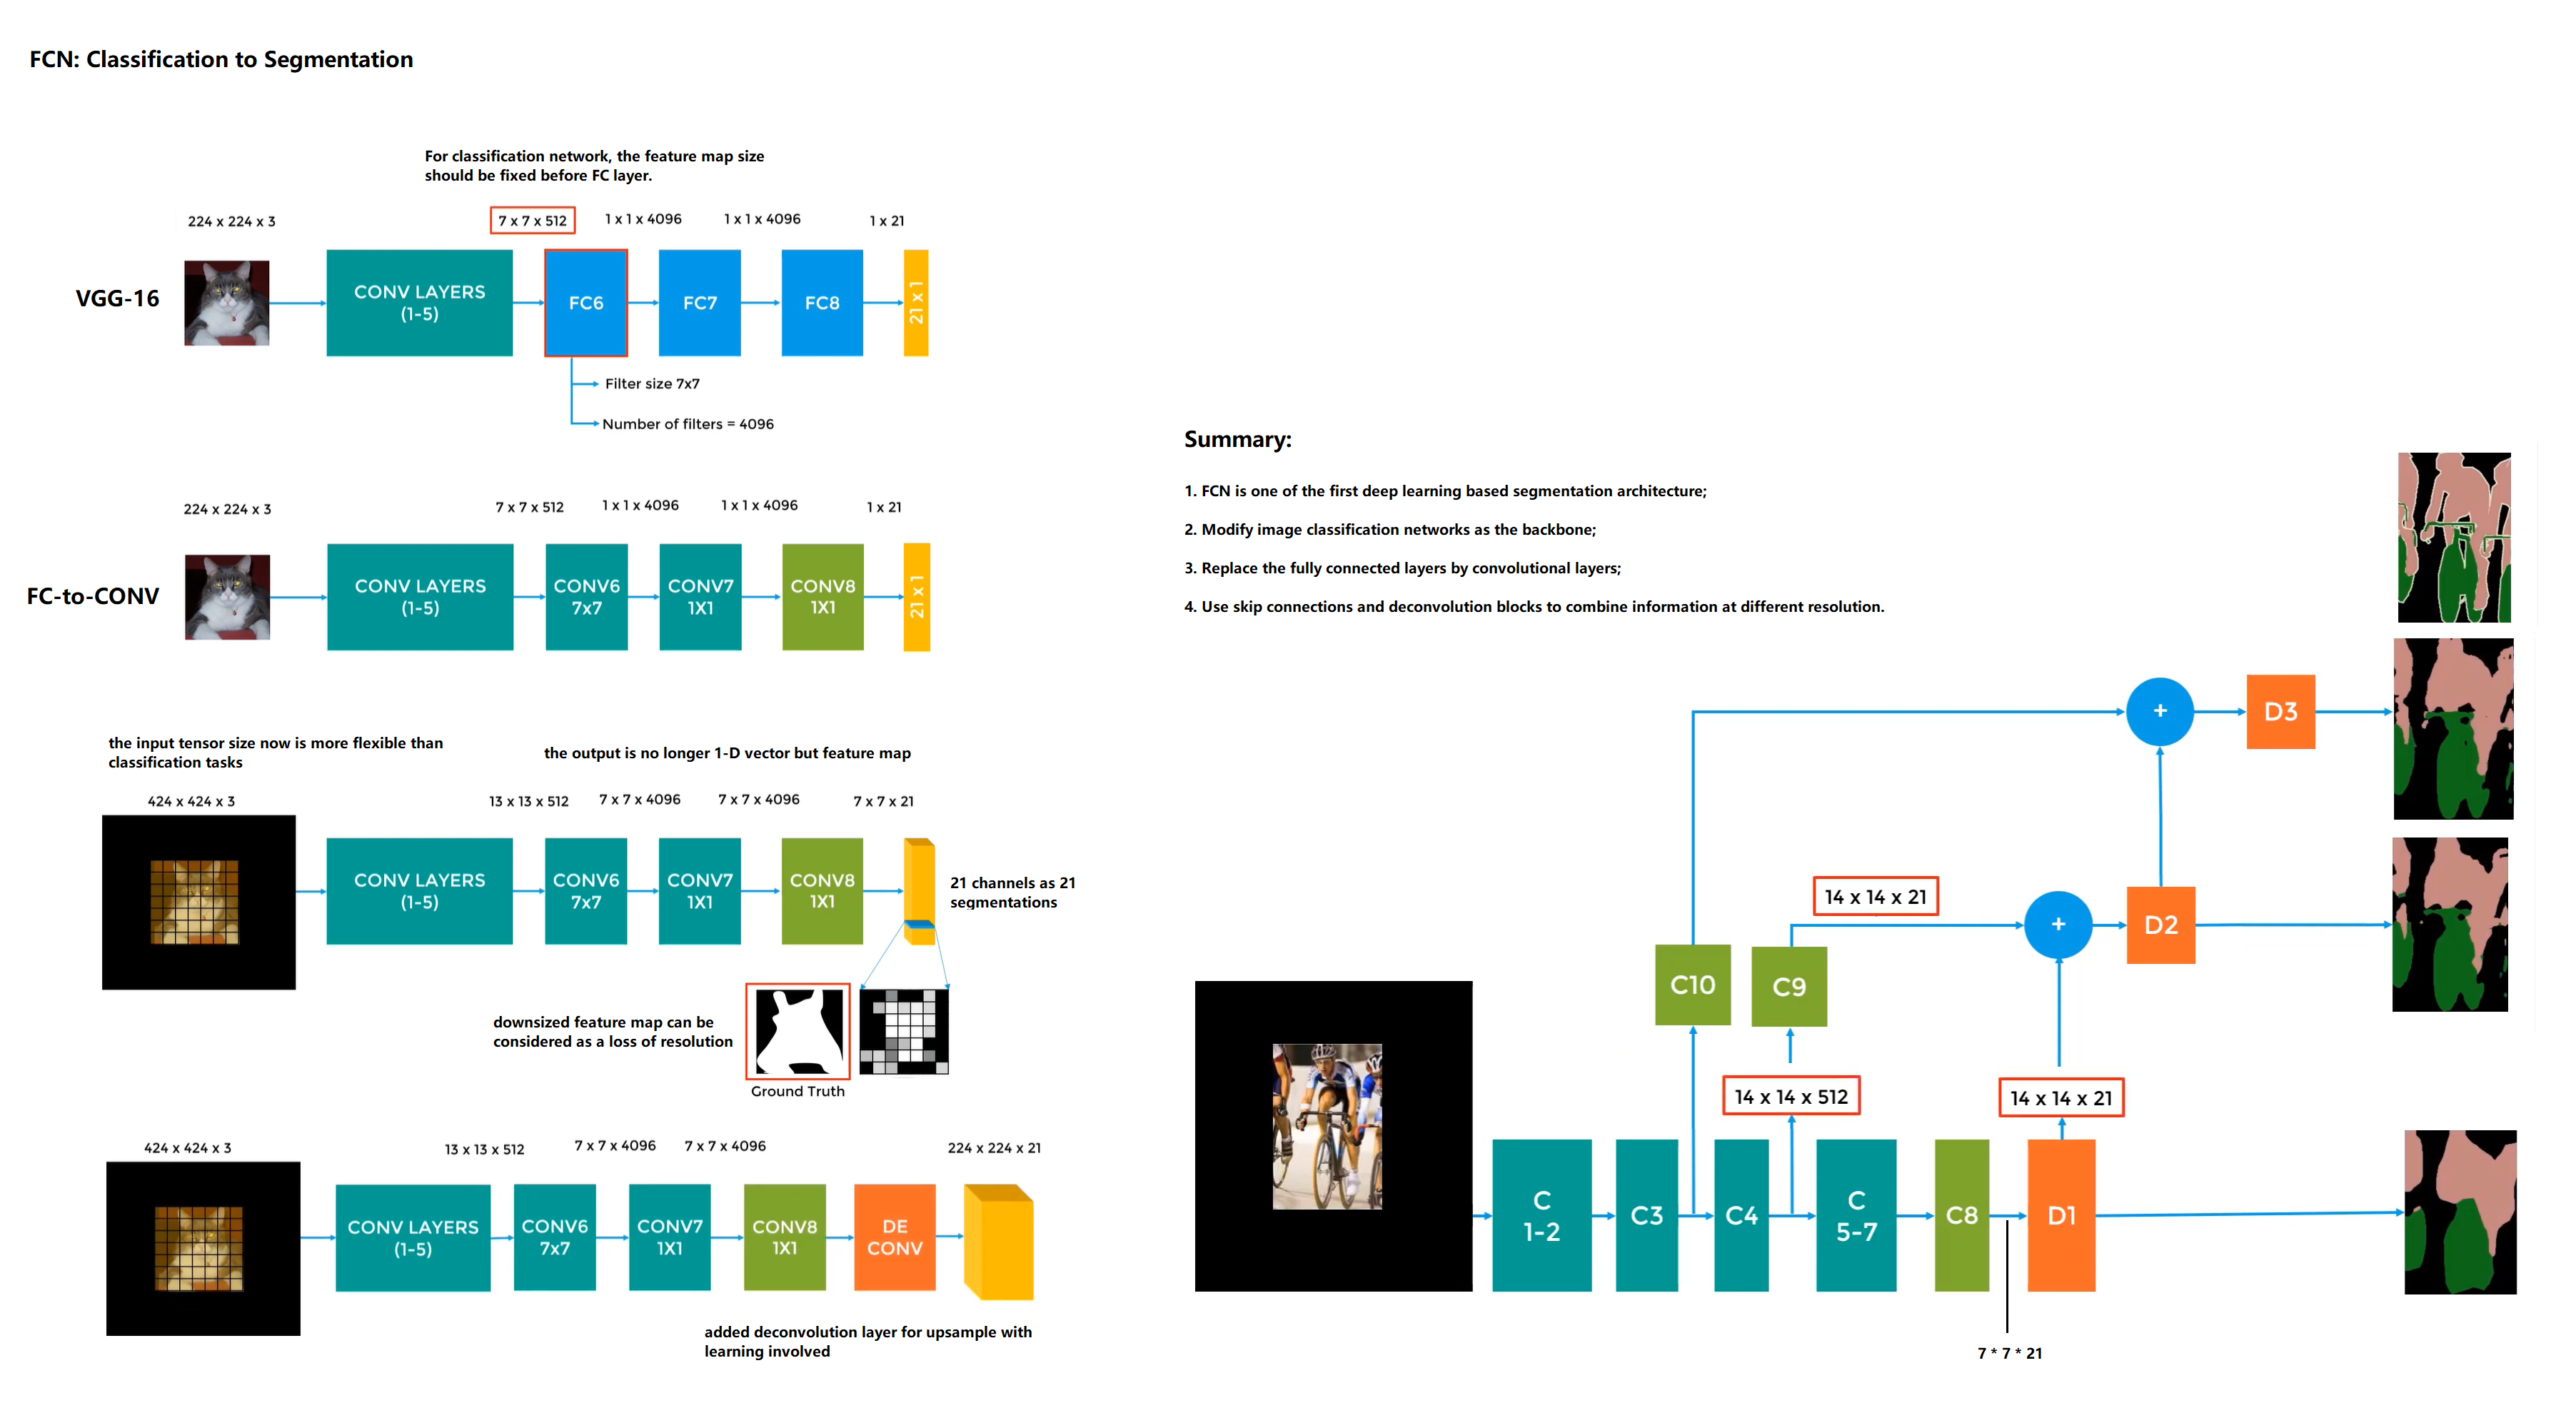 FCN: Classification to Segmentation
For classification network, the feature map size
should be fixed before FC layer.
224 x 224 x 3
7 x 7 x 512
1 x 1 x 4096
1 x 1 x 4096
1 x 21
VGG-16
CONV LAYERS
(1-5)
FC6
FC7
FC8
21 x 1
Filter size 7x7
Number of filters = 4096
224 x 224 x 3
7 x 7 x 512
1 x 1 x 4096
1 x 1 x 4096
1 x 21
FC-to-CONV
CONV LAYERS
(1-5)
CONV6
7x7
CONV7
1X1
CONV8
1X1
21 x 1
the input tensor size now is more flexible than
classification tasks
the output is no longer 1-D vector but feature map
424 x 424 x 3
13 x 13 x 512
7 x 7 x 4096
7 x 7 x 4096
7 x 7 x 21
CONV LAYERS
(1-5)
CONV6
7x7
CONV7
1X1
CONV8
1X1
21 channels as 21
segmentations
downsized feature map can be
considered as a loss of resolution
Ground Truth
424 x 424 x 3
13 x 13 x 512
7 x 7 x 4096
7 x 7 x 4096
224 x 224 x 21
CONV LAYERS
(1-5)
CONV6
7x7
CONV7
1X1
CONV8
1X1
DE
CONV
added deconvolution layer for upsample with
learning involved
Summary:
1. FCN is one of the first deep learning based segmentation architecture;
2. Modify image classification networks as the backbone;
3. Replace the fully connected layers by convolutional layers;
4. Use skip connections and deconvolution blocks to combine information at different resolution.
+
D3
14 x 14 x 21
+
D2
C10
C9
14 x 14 x 512
14 x 14 x 21
C
1-2
C3
C4
C
5-7
C8
D1
7 * 7 * 21